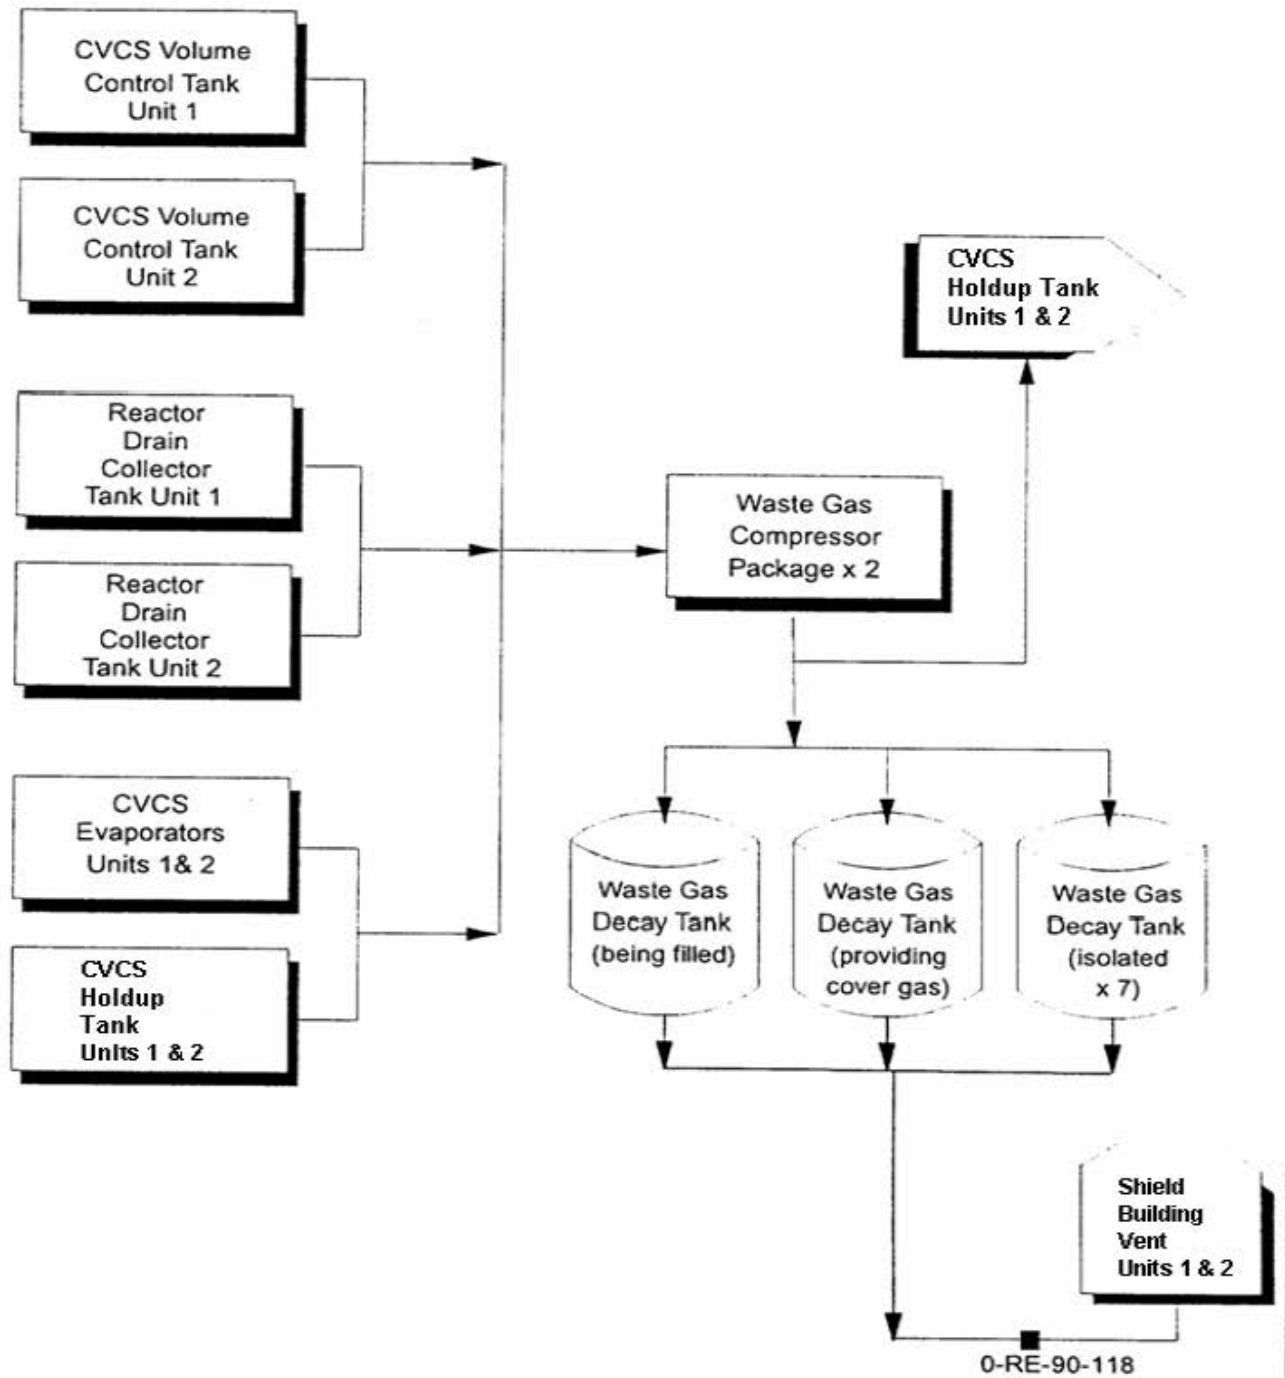 CVCS Volume
Control Tank
Unit 1
CVCS Volume
Control Tank
Unit 2
CVCS
Holdup Tank
Units 1 & 2
Reactor
Drain
Collector
Tank Unit 1
Waste Gas
Compressor
Package x 2
Reactor
Drain
Collector
Tank Unit 2
CVCS
Evaporators
Units 1& 2
Waste Gas
Decay Tank
(being filled)
Waste Gas
Decay Tank
(providing
cover gas)
Waste Gas
Decay Tank
(isolated
x 7)
CVCS
Holdup
Tank
Units 1 & 2
Shield
Building
Vent
Units 1 & 2
0-RE-90-118